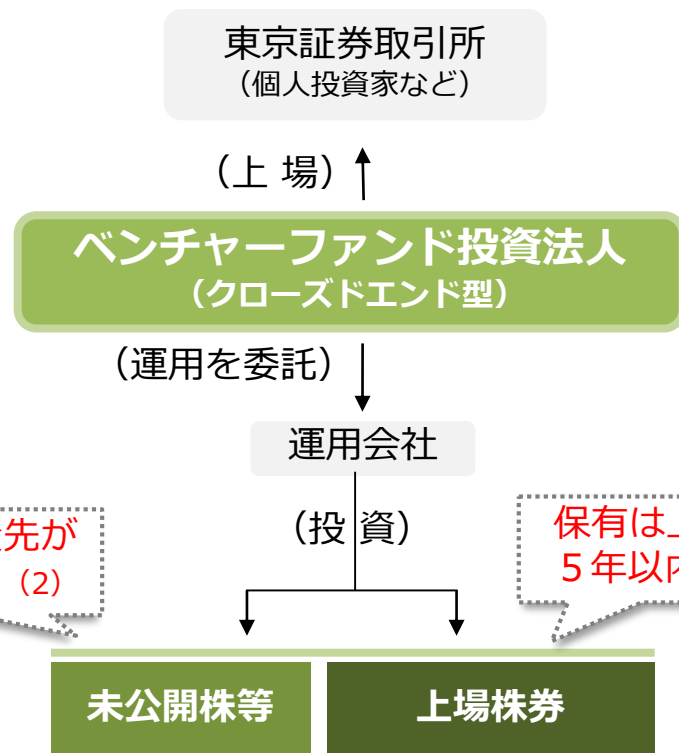 東京証券取引所
（個人投資家など）
（上 場）
ベンチャーファンド投資法人
（クローズドエンド型）
（運用を委託）
運用会社
（投 資）
先が
（2）
保有は上
５年以内
未公開株等
上場株券